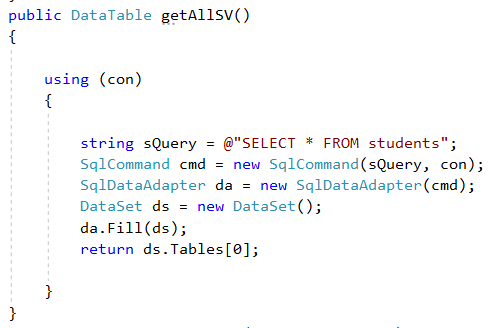 public DataTable getAllSV()
{
using (con)
{
string sQuery = @"SELECT * FROM students";
SqlCommand cmd = new SqlCommand(sQuery, con);
SqlDataAdapter da = new SqlDataAdapter(cmd);
DataSet ds = new DataSet();
da.Fill(ds);
return ds.Tables[0];
}
}